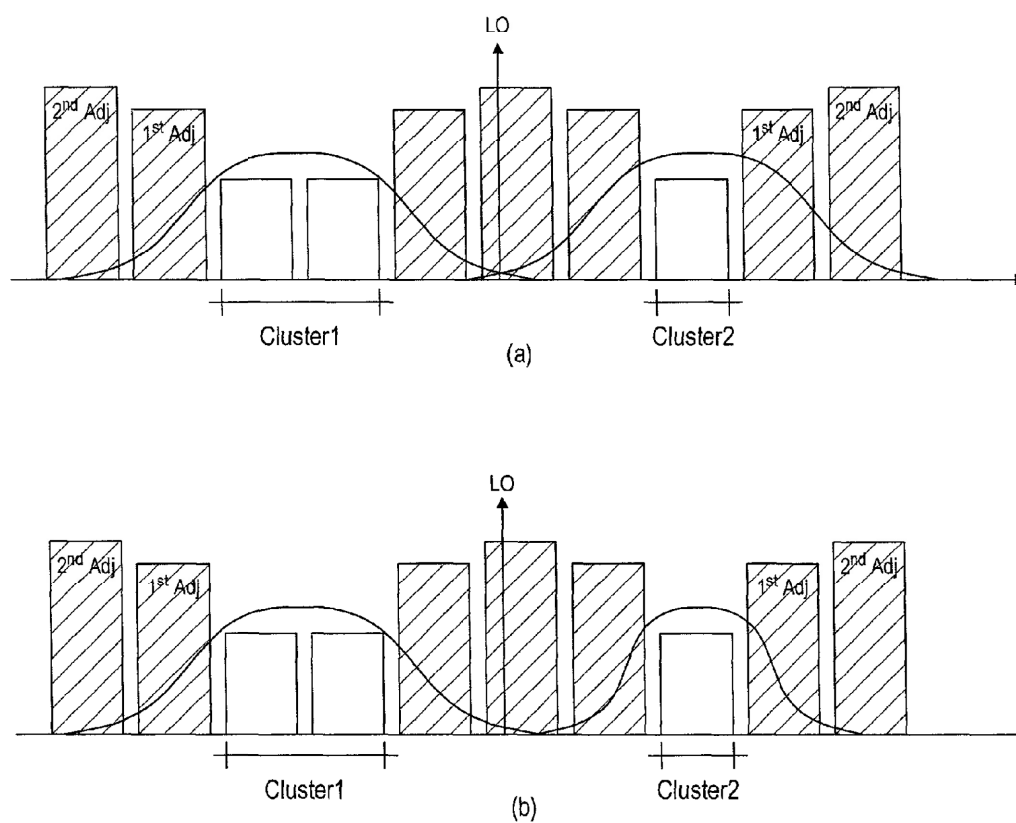 LO
2nd Adj
1st Adj
1st Adj
2nd Adj
Cluster1
Cluster2
(a)
LO
2nd Adj
1st Adj
1st Adj
2nd Adj
Cluster1
Cluster2
(b)